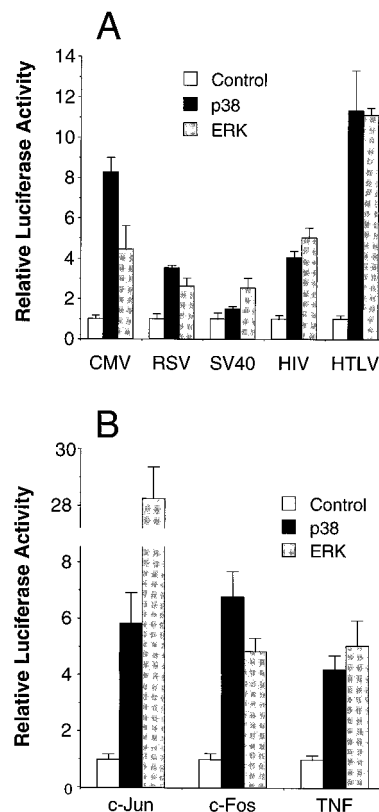 A
Relative Luciferase Activity
14
12
10
8
6
4
2
0
Control
p38
ERK
CMV RSV SV40 HIV HTLV
B
Relative Luciferase Activity
30
28
8
6
4
2
0
Control
p38
ERK
c-Jun c-Fos TNF